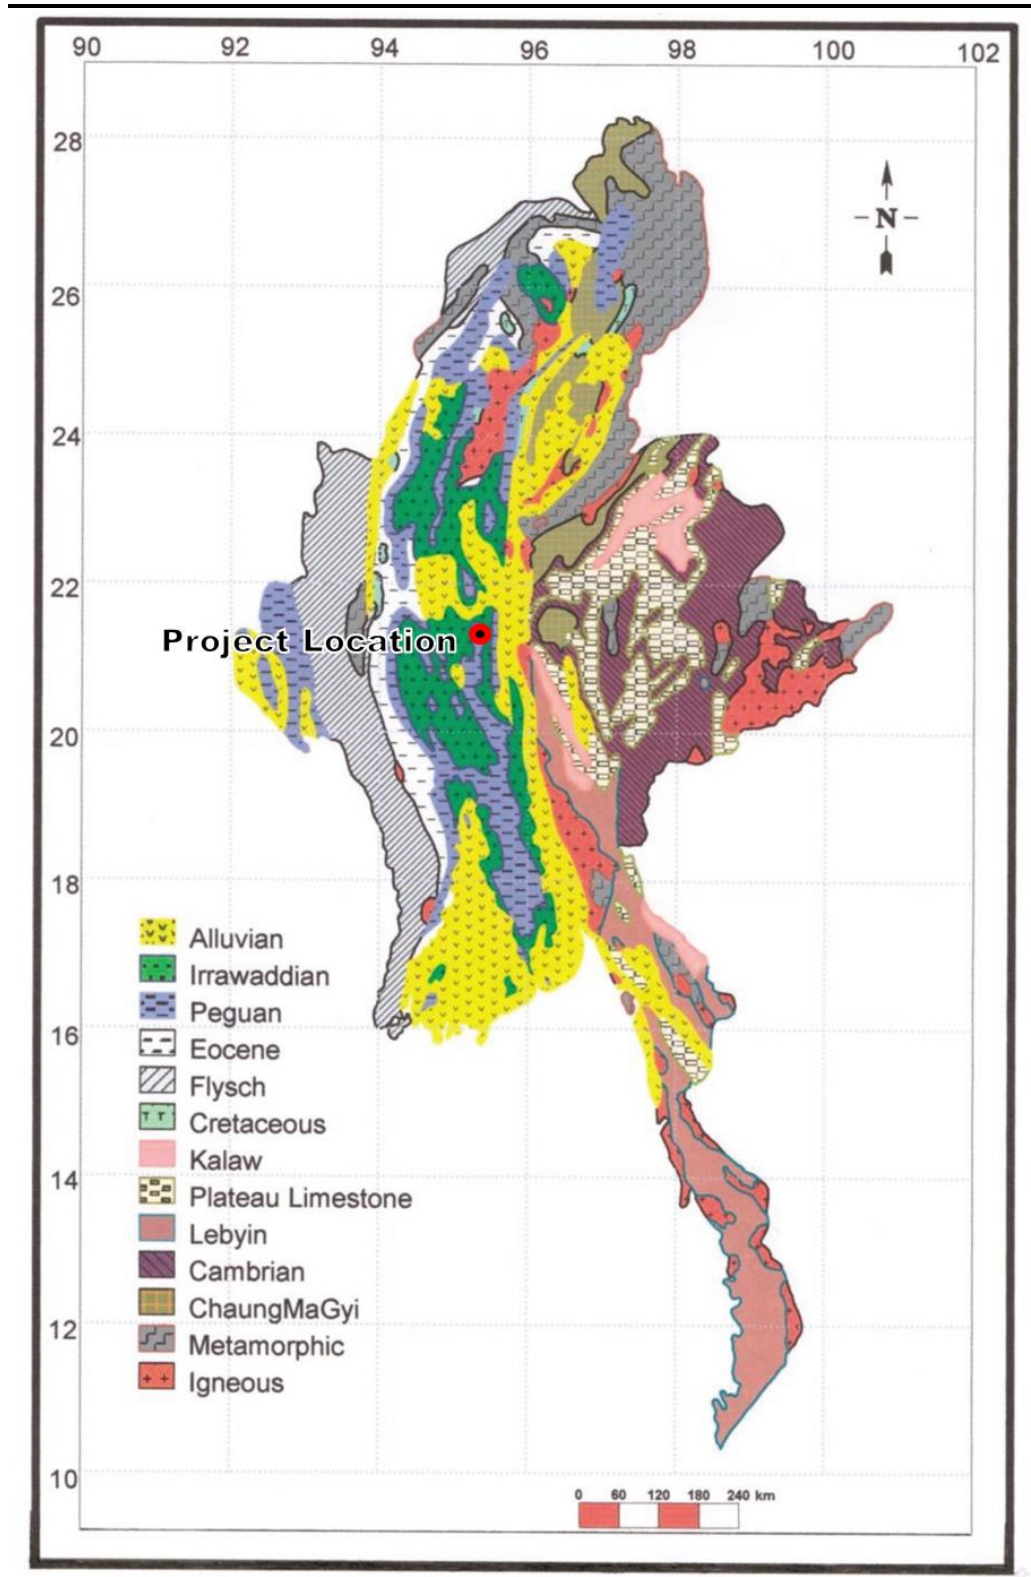 90 92 94 96 98 100 102
28
N
26
24
22
Project Location
20
18
Alluvian
Irrawaddian
Peguan
16
Eocene
Flysch
Cretaceous
Kalaw
14
Plateau Limestone
Lebyin
Cambrian
ChaungMaGyi
12
Metamorphic
Igneous
10
0 60 120 180 240 km